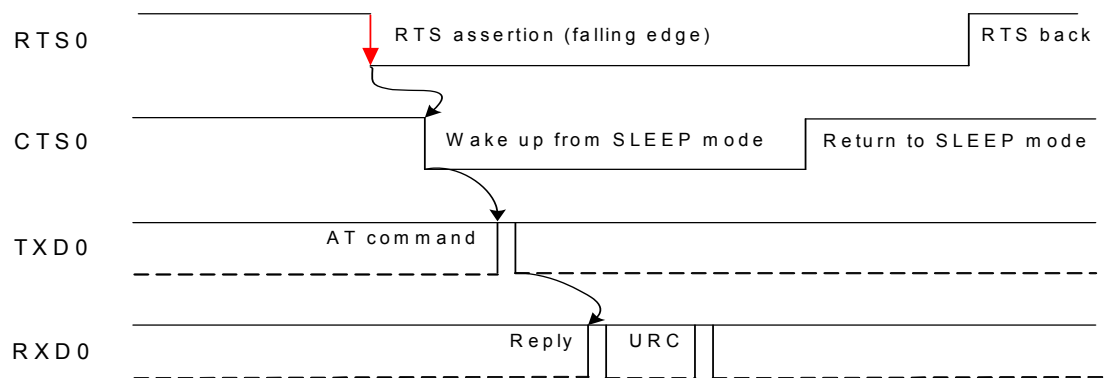 RTS0
RTS assertion (falling edge)
RTS back
CTS0
Wake up from SLEEP mode
Return to SLEEP mode
TXD0
AT command
RXD0
Reply
URC